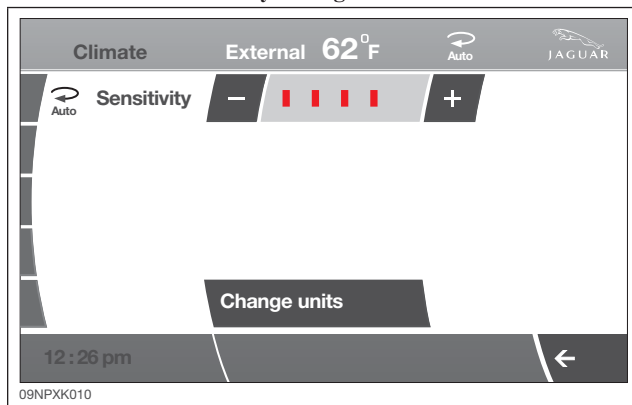 Climate External 62°F Auto JAGUAR
Auto Sensitivity − +
Change units
12:26 pm
09NPXK010